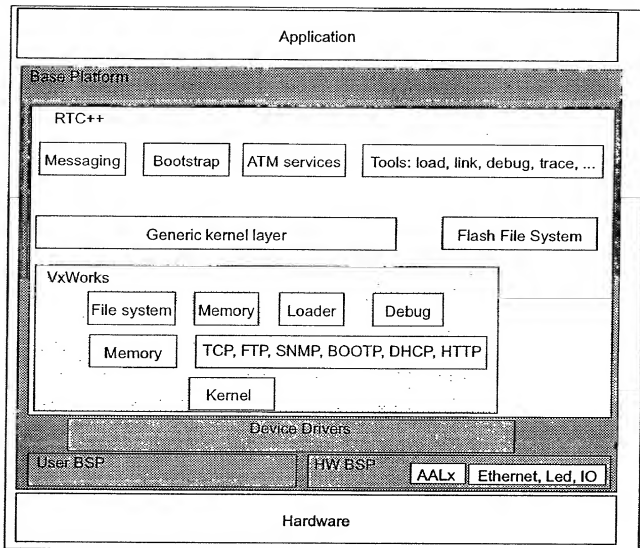 Application
Base Platform
RTC++
Messaging
Bootstrap
ATM services
Tools: load, link, debug, trace, ...
Generic kernel layer
Flash File System
VxWorks
File system
Memory
Loader
Debug
Memory
TCP, FTP, SNMP, BOOTP, DHCP, HTTP
Kernel
Device Drivers
User BSP
HW BSP
AALx
Ethernet, Led, IO
Hardware